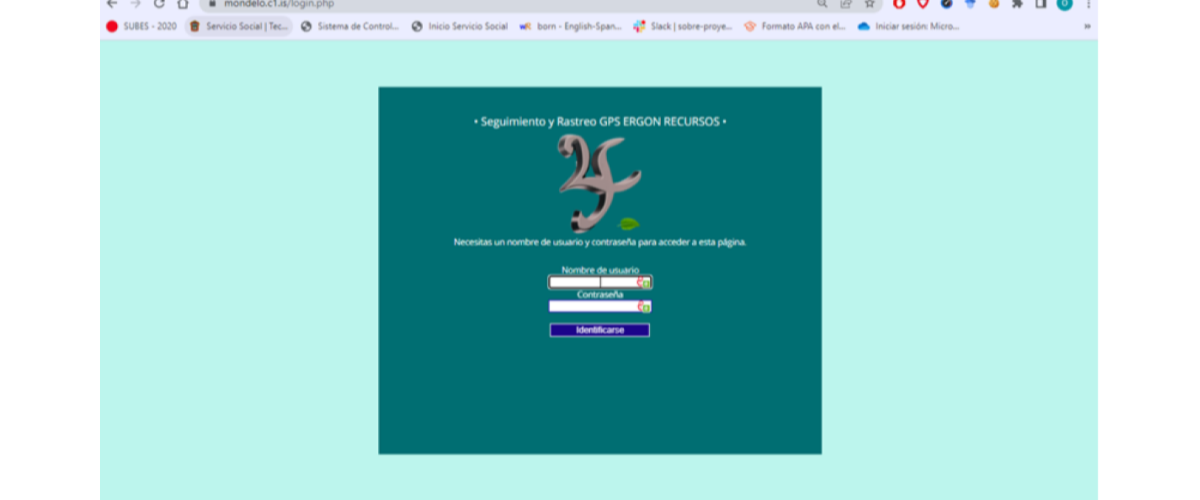 mondelo.c1.is/login.php
SUBES - 2020 Servicio Social | Tec... Sistema de Control... Inicio Servicio Social wR born - English-Span... Slack | sobre-proye... Formato APA con el... Iniciar sesión: Micro... »
• Seguimiento y Rastreo GPS ERGON RECURSOS •
Necesitas un nombre de usuario y contraseña para acceder a esta página.
Nombre de usuario
Contraseña
Identificarse